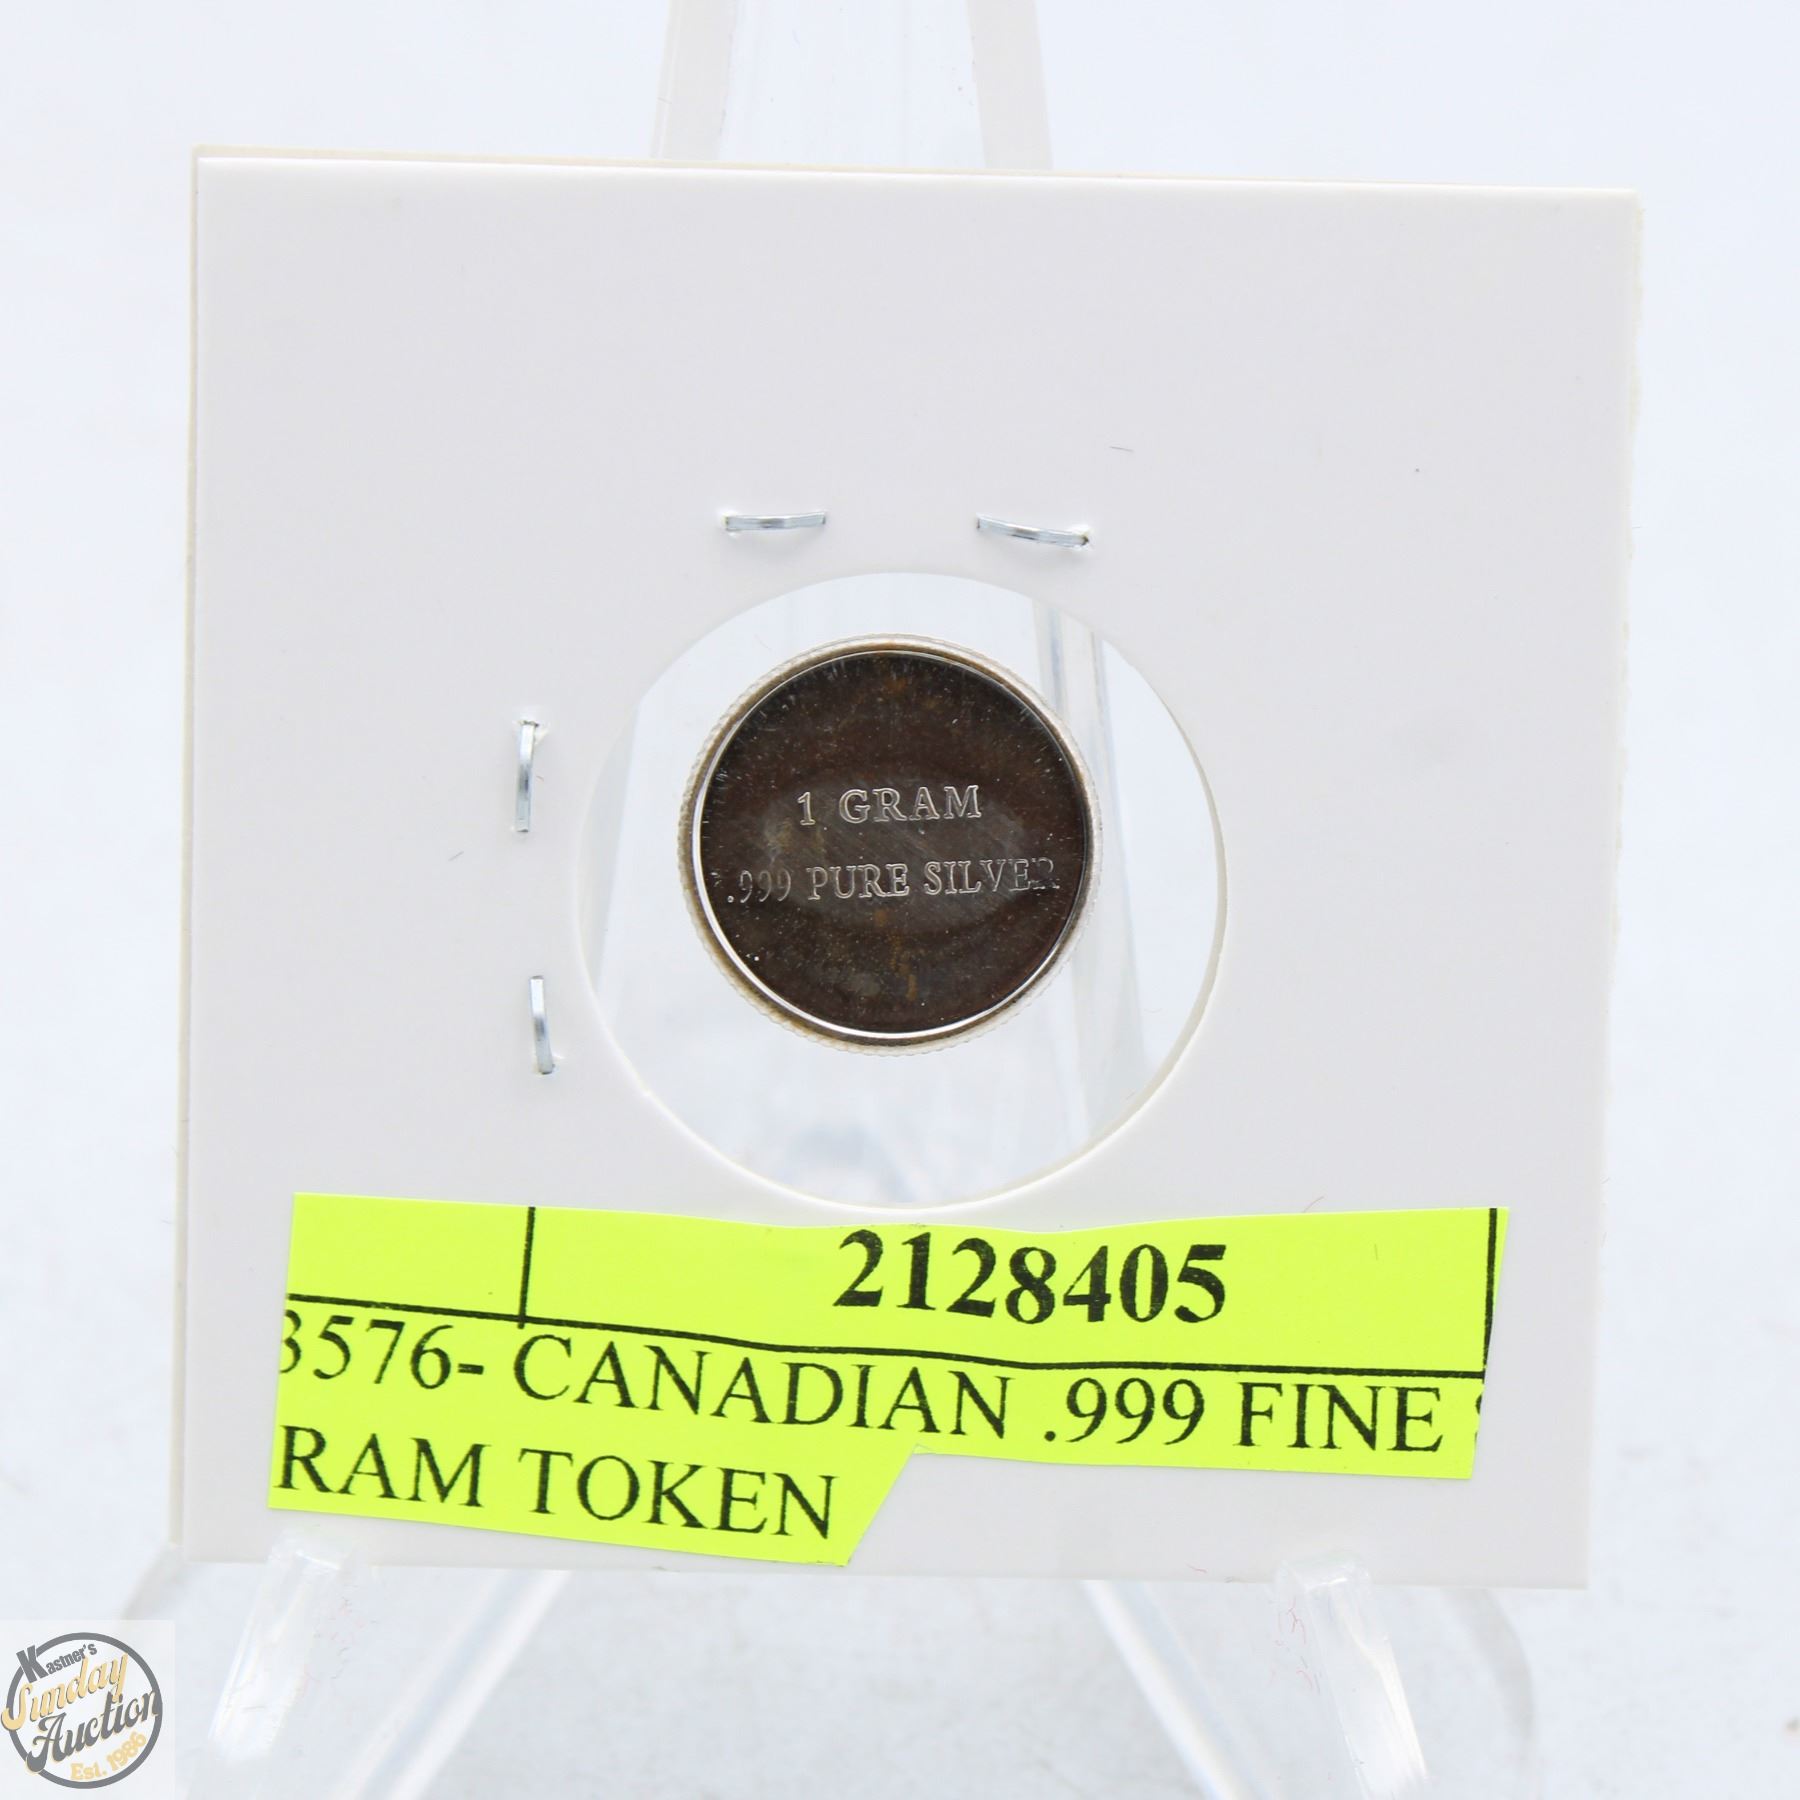 1 GRAM
.999 PURE SILVER
2128405
3576- CANADIAN .999 FINE
RAM TOKEN
Kastner's
Sunday
Auction
Est. 1986